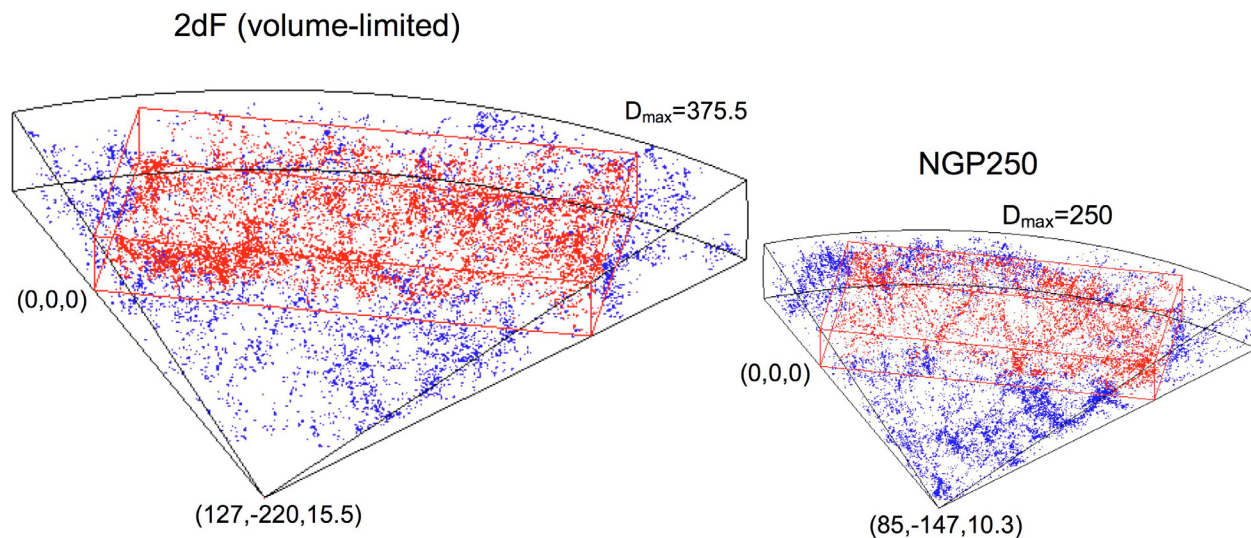 2dF (volume-limited)
Dmax=375.5
(0,0,0)
(127,-220,15.5)
NGP250
Dmax=250
(0,0,0)
(85,-147,10.3)